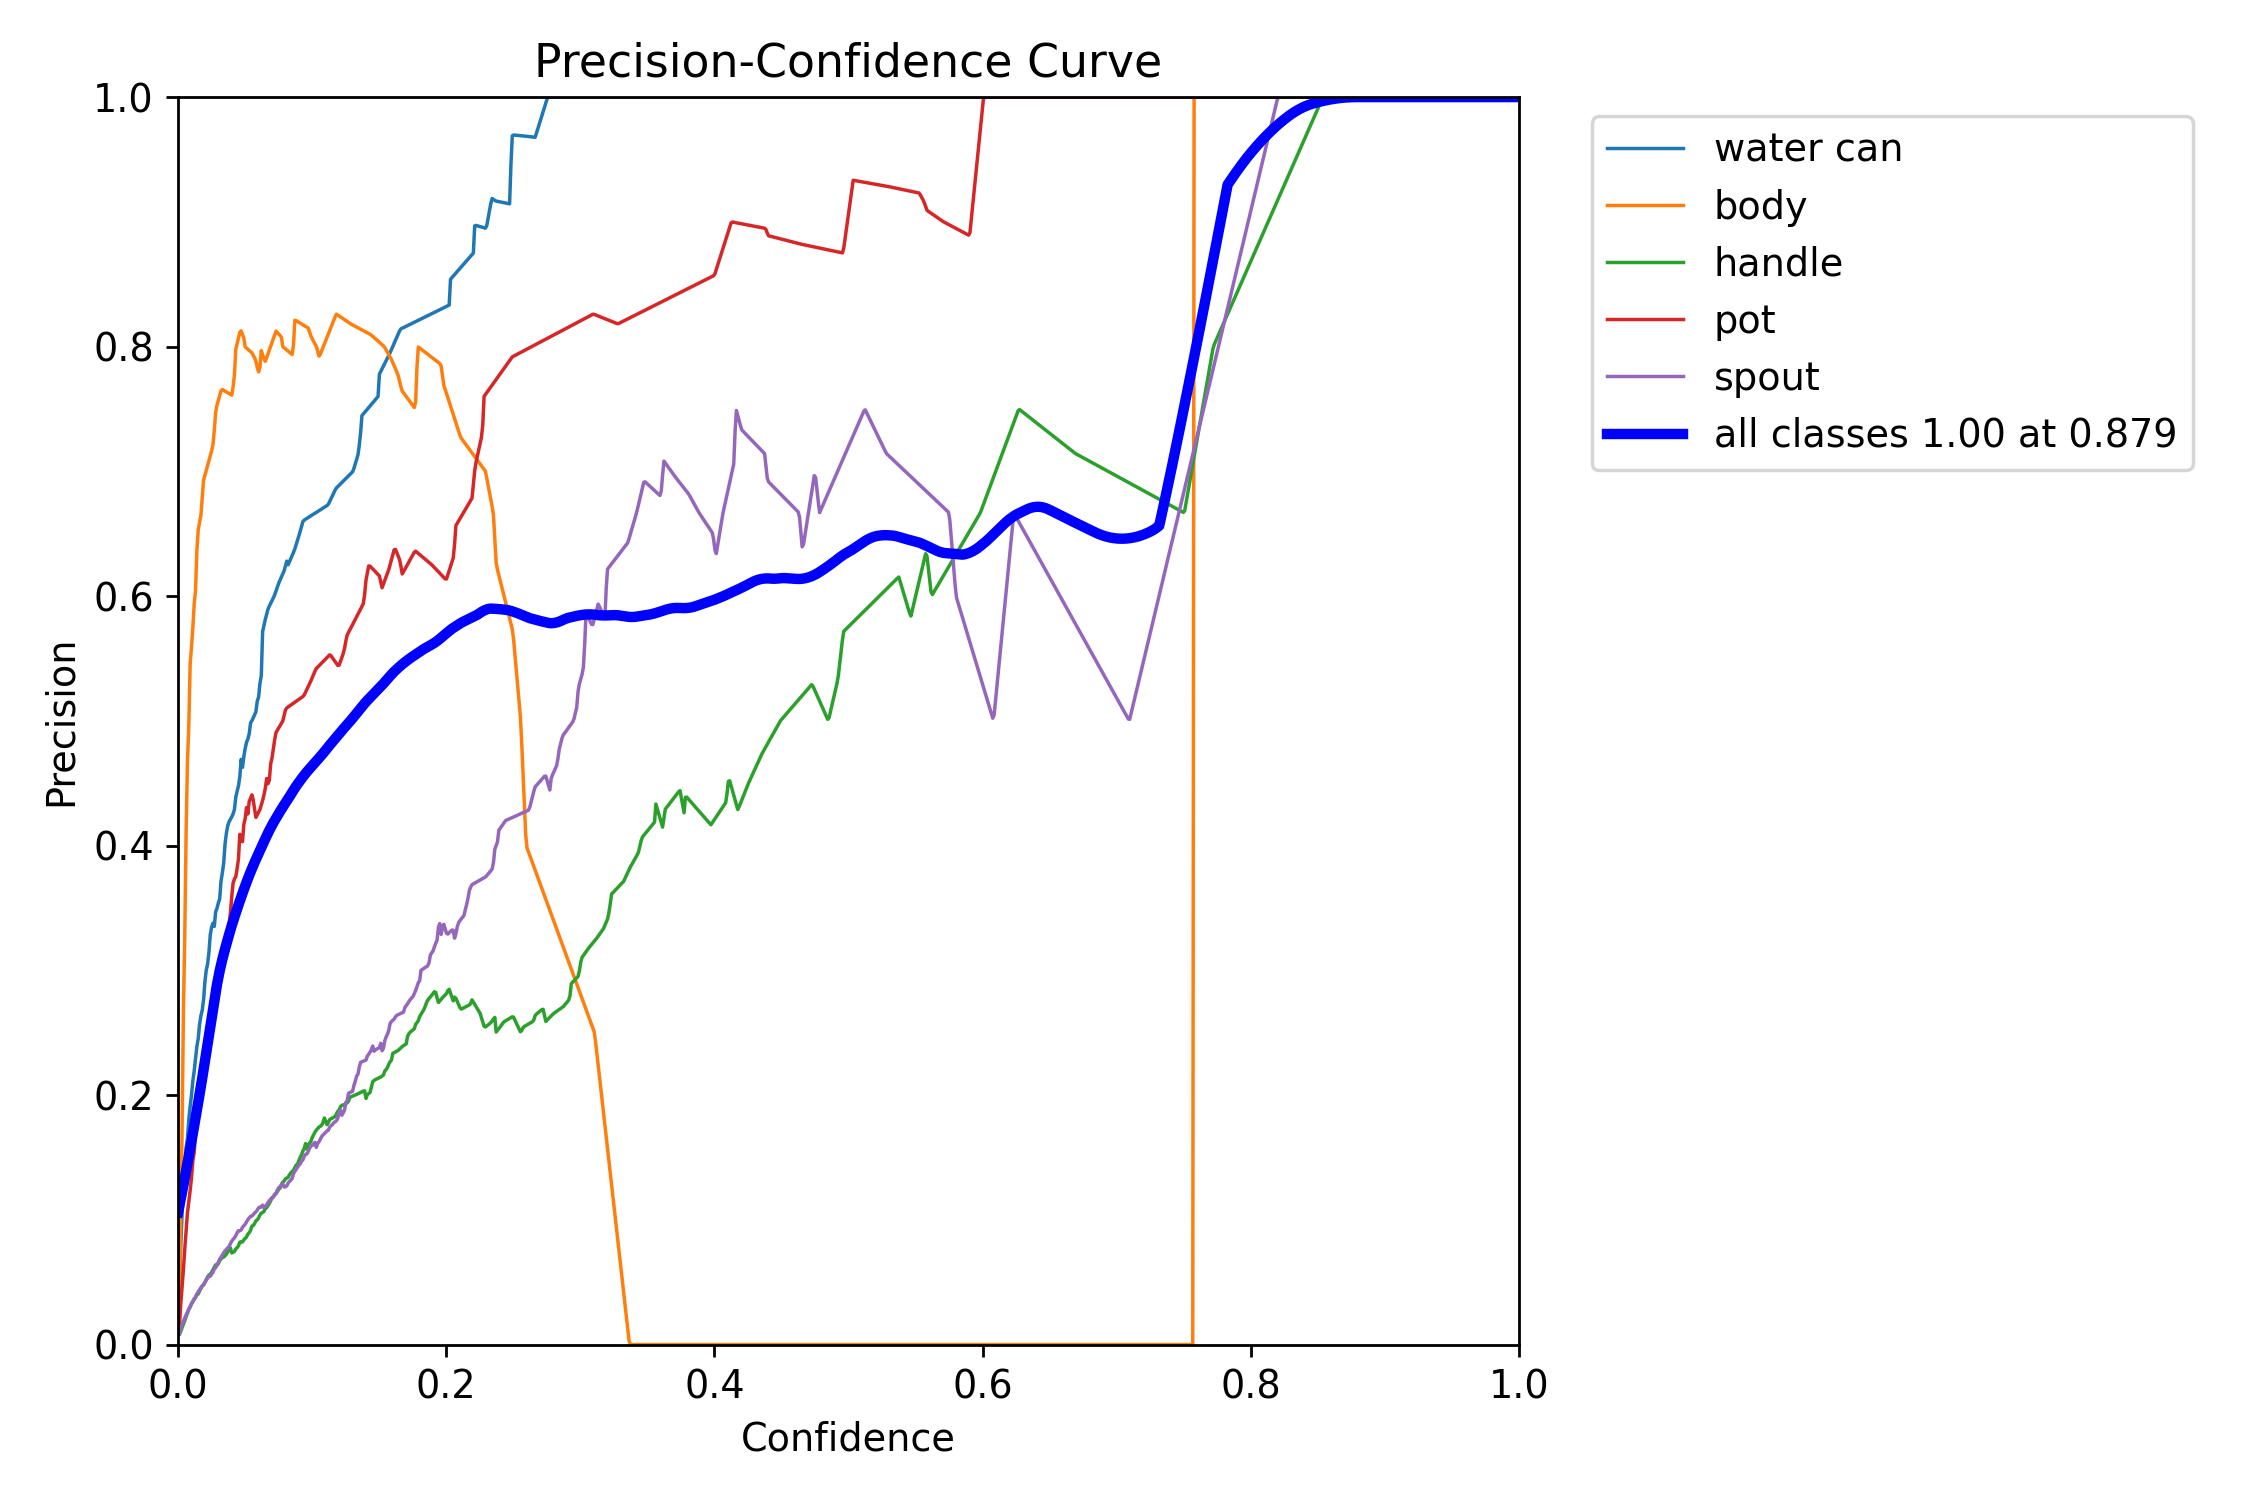 Precision-Confidence Curve
1.0
0.8
0.6
0.4
0.2
0.0
Precision
0.0 0.2 0.4 0.6 0.8 1.0
Confidence
water can
body
handle
pot
spout
all classes 1.00 at 0.879